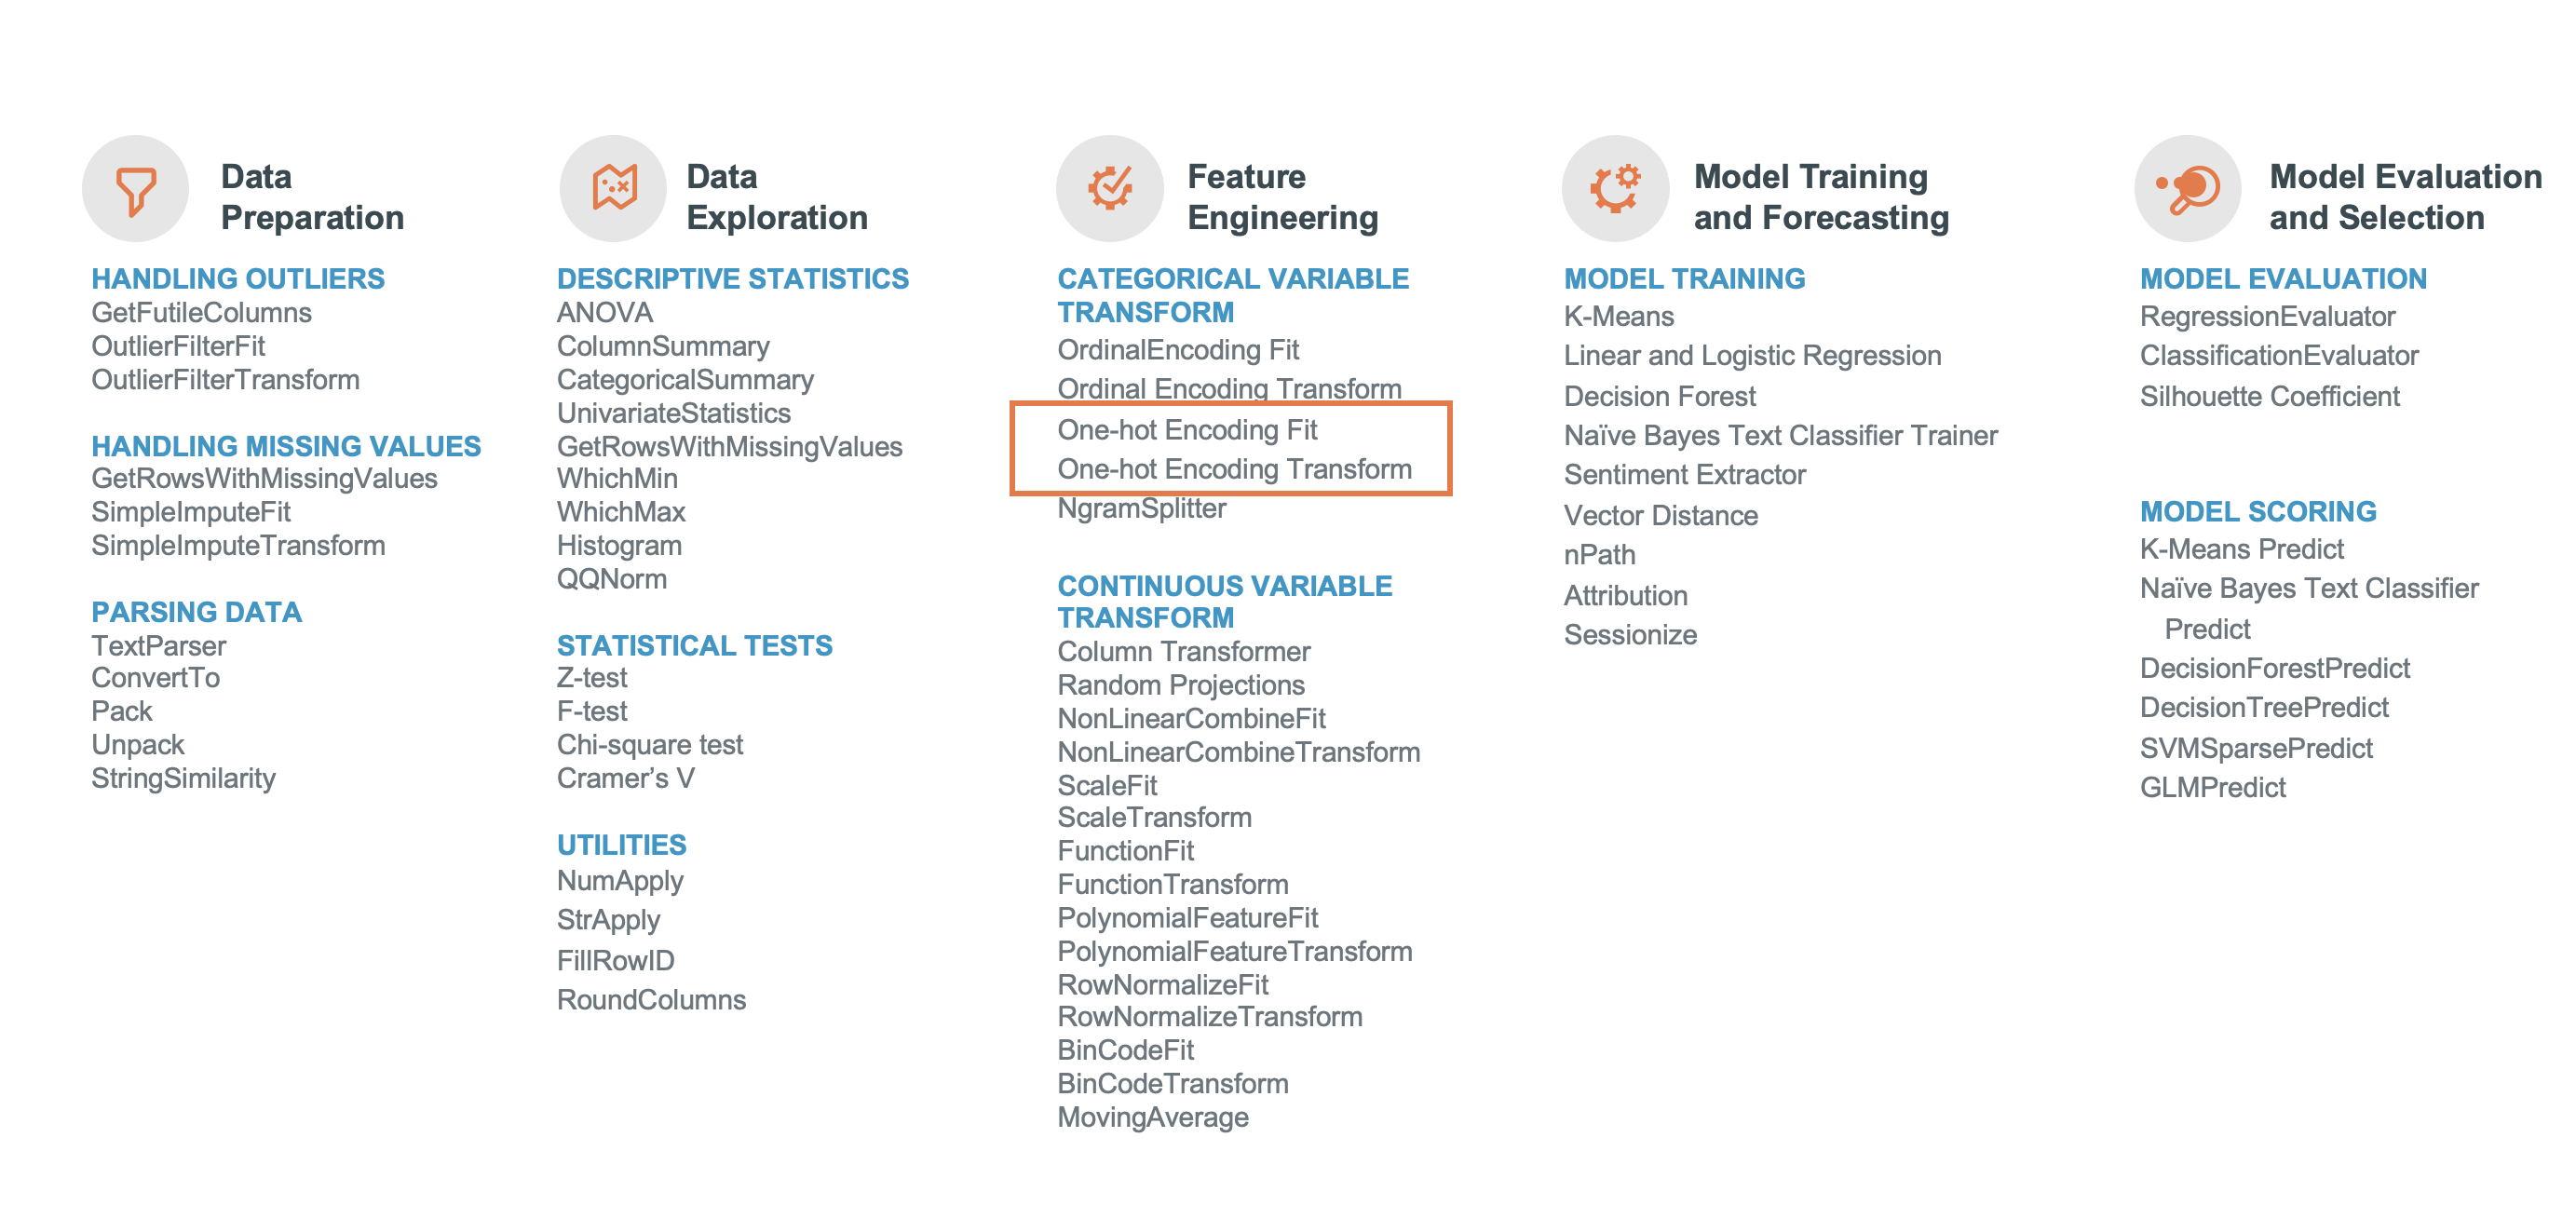 Data
Preparation
HANDLING OUTLIERS
GetFutileColumns
OutlierFilterFit
OutlierFilterTransform
HANDLING MISSING VALUES
GetRowsWithMissingValues
SimpleImputeFit
SimpleImputeTransform
PARSING DATA
TextParser
ConvertTo
Pack
Unpack
StringSimilarity
Data
Exploration
DESCRIPTIVE STATISTICS
ANOVA
ColumnSummary
CategoricalSummary
UnivariateStatistics
GetRowsWithMissingValues
WhichMin
WhichMax
Histogram
QQNorm
STATISTICAL TESTS
Z-test
F-test
Chi-square test
Cramer’s V
UTILITIES
NumApply
StrApply
FillRowID
RoundColumns
Feature
Engineering
CATEGORICAL VARIABLE
TRANSFORM
OrdinalEncoding Fit
Ordinal Encoding Transform
One-hot Encoding Fit
One-hot Encoding Transform
NgramSplitter
CONTINUOUS VARIABLE
TRANSFORM
Column Transformer
Random Projections
NonLinearCombineFit
NonLinearCombineTransform
ScaleFit
ScaleTransform
FunctionFit
FunctionTransform
PolynomialFeatureFit
PolynomialFeatureTransform
RowNormalizeFit
RowNormalizeTransform
BinCodeFit
BinCodeTransform
MovingAverage
Model Training
and Forecasting
MODEL TRAINING
K-Means
Linear and Logistic Regression
Decision Forest
Naïve Bayes Text Classifier Trainer
Sentiment Extractor
Vector Distance
nPath
Attribution
Sessionize
Model Evaluation
and Selection
MODEL EVALUATION
RegressionEvaluator
ClassificationEvaluator
Silhouette Coefficient
MODEL SCORING
K-Means Predict
Naïve Bayes Text Classifier
Predict
DecisionForestPredict
DecisionTreePredict
SVMSparsePredict
GLMPredict